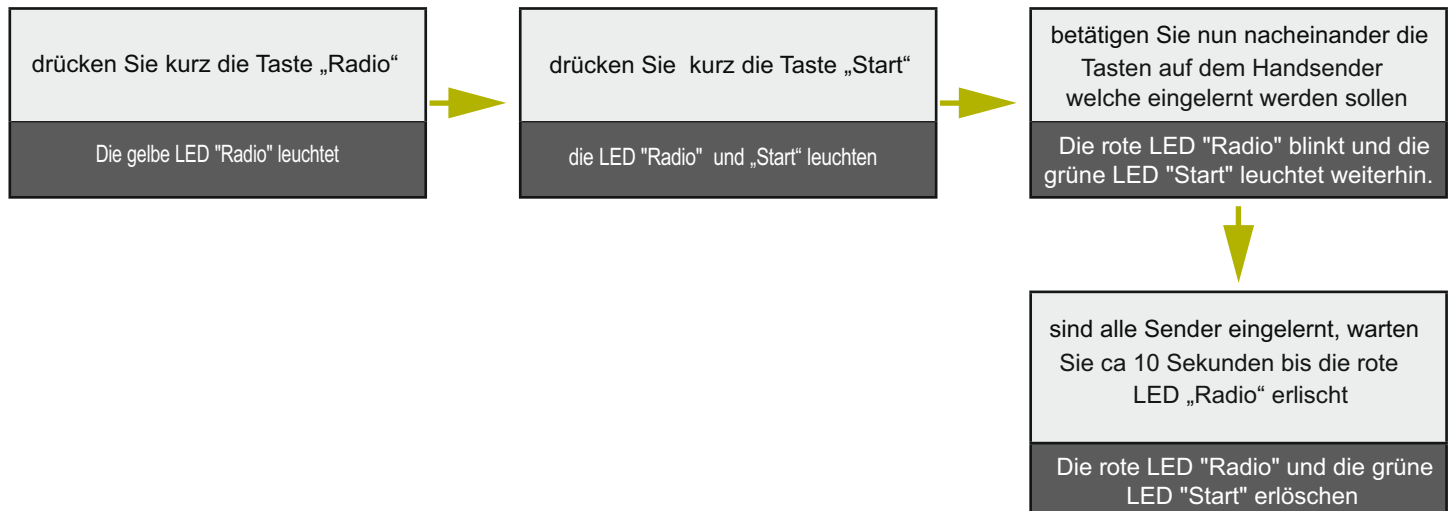 drücken Sie kurz die Taste „Radio“
Die gelbe LED "Radio" leuchtet
drücken Sie  kurz die Taste „Start“
die LED "Radio"  und „Start“ leuchten
betätigen Sie nun nacheinander die
Tasten auf dem Handsender
welche eingelernt werden sollen
Die rote LED "Radio" blinkt und die
grüne LED "Start" leuchtet weiterhin.
sind alle Sender eingelernt, warten
Sie ca 10 Sekunden bis die rote
LED „Radio“ erlischt
Die rote LED "Radio" und die grüne
LED "Start" erlöschen